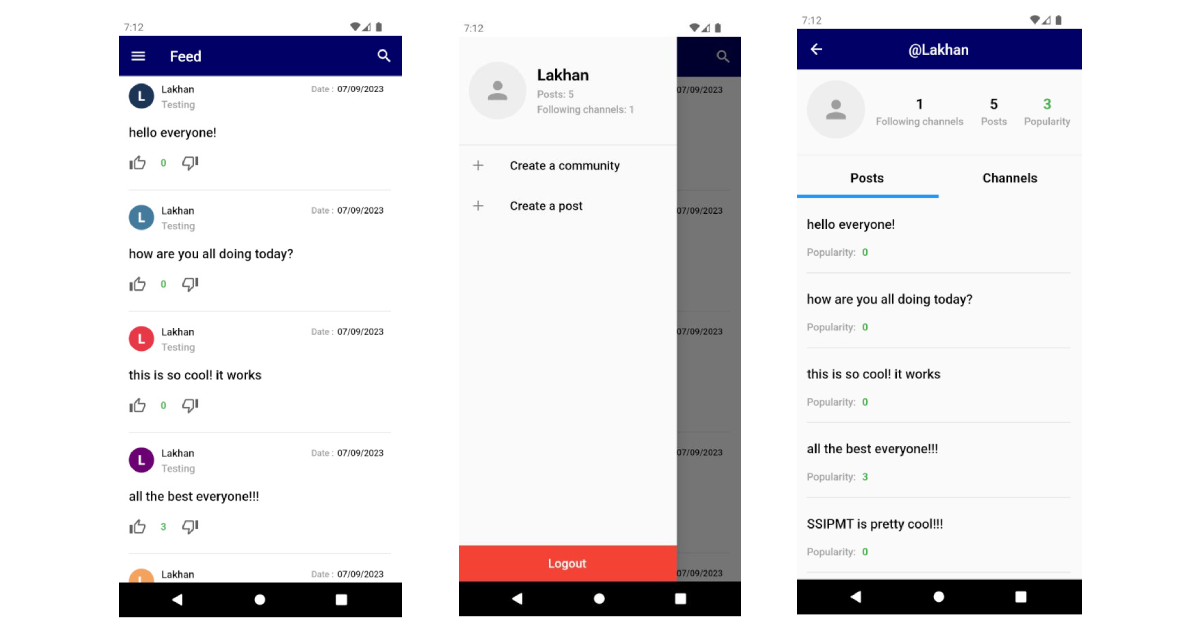 7:12
Feed
L
Lakhan
Date : 07/09/2023
Testing
hello everyone!
0
L
Lakhan
Date : 07/09/2023
Testing
how are you all doing today?
0
L
Lakhan
Date : 07/09/2023
Testing
this is so cool! it works
0
L
Lakhan
Date : 07/09/2023
Testing
all the best everyone!!!
3
L
Lakhan
Date : 07/09/2023
7:12
Lakhan
Posts: 5
Following channels: 1
Create a community
Create a post
Logout
07/09/2023
07/09/2023
07/09/2023
07/09/2023
07/09/2023
7:12
@Lakhan
1
Following channels
5
Posts
3
Popularity
Posts
Channels
hello everyone!
Popularity: 0
how are you all doing today?
Popularity: 0
this is so cool! it works
Popularity: 0
all the best everyone!!!
Popularity: 3
SSIPMT is pretty cool!!!
Popularity: 0